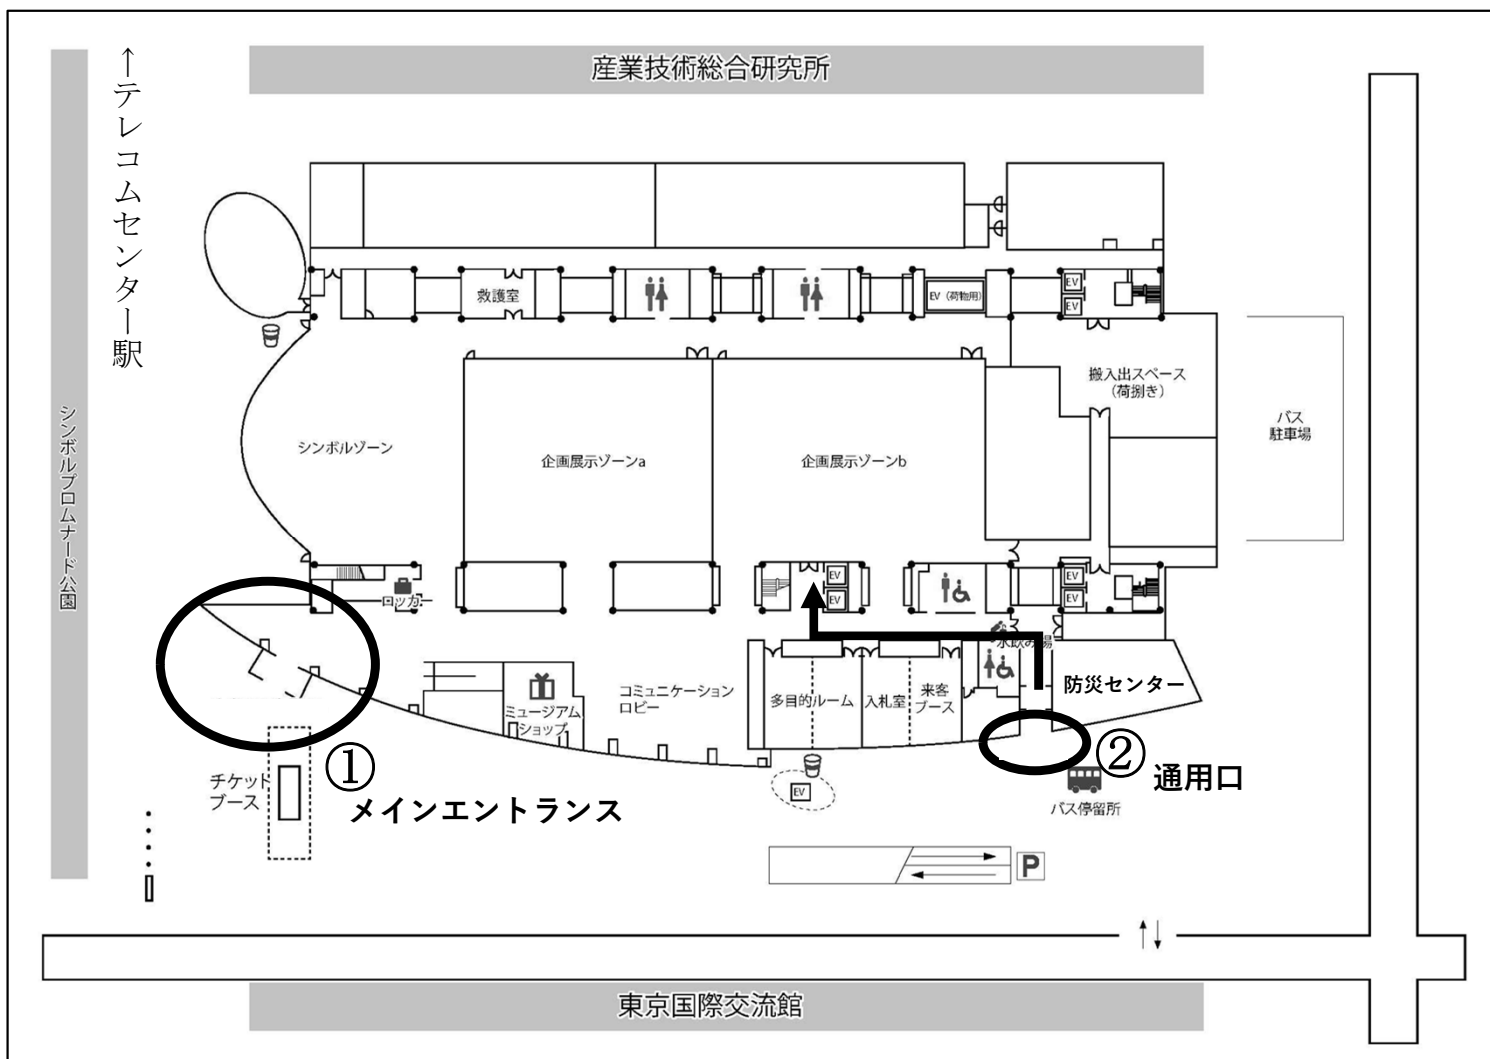 産業技術総合研究所
↑テレコムセンター駅
シンボルプロムナード公園
救護室
EV（荷物用）
EV
EV
搬入出スペース
（荷捌き）
バス
駐車場
シンボルゾーン
企画展示ゾーンa
企画展示ゾーンb
ロッカー
EV
EV
EV
EV
水飲み場
ミュージアム
ショップ
コミュニケーション
ロビー
多目的ルーム
入札室
来客
ブース
防災センター
①
メインエントランス
チケット
ブース
EV
②
通用口
バス停留所
P
東京国際交流館